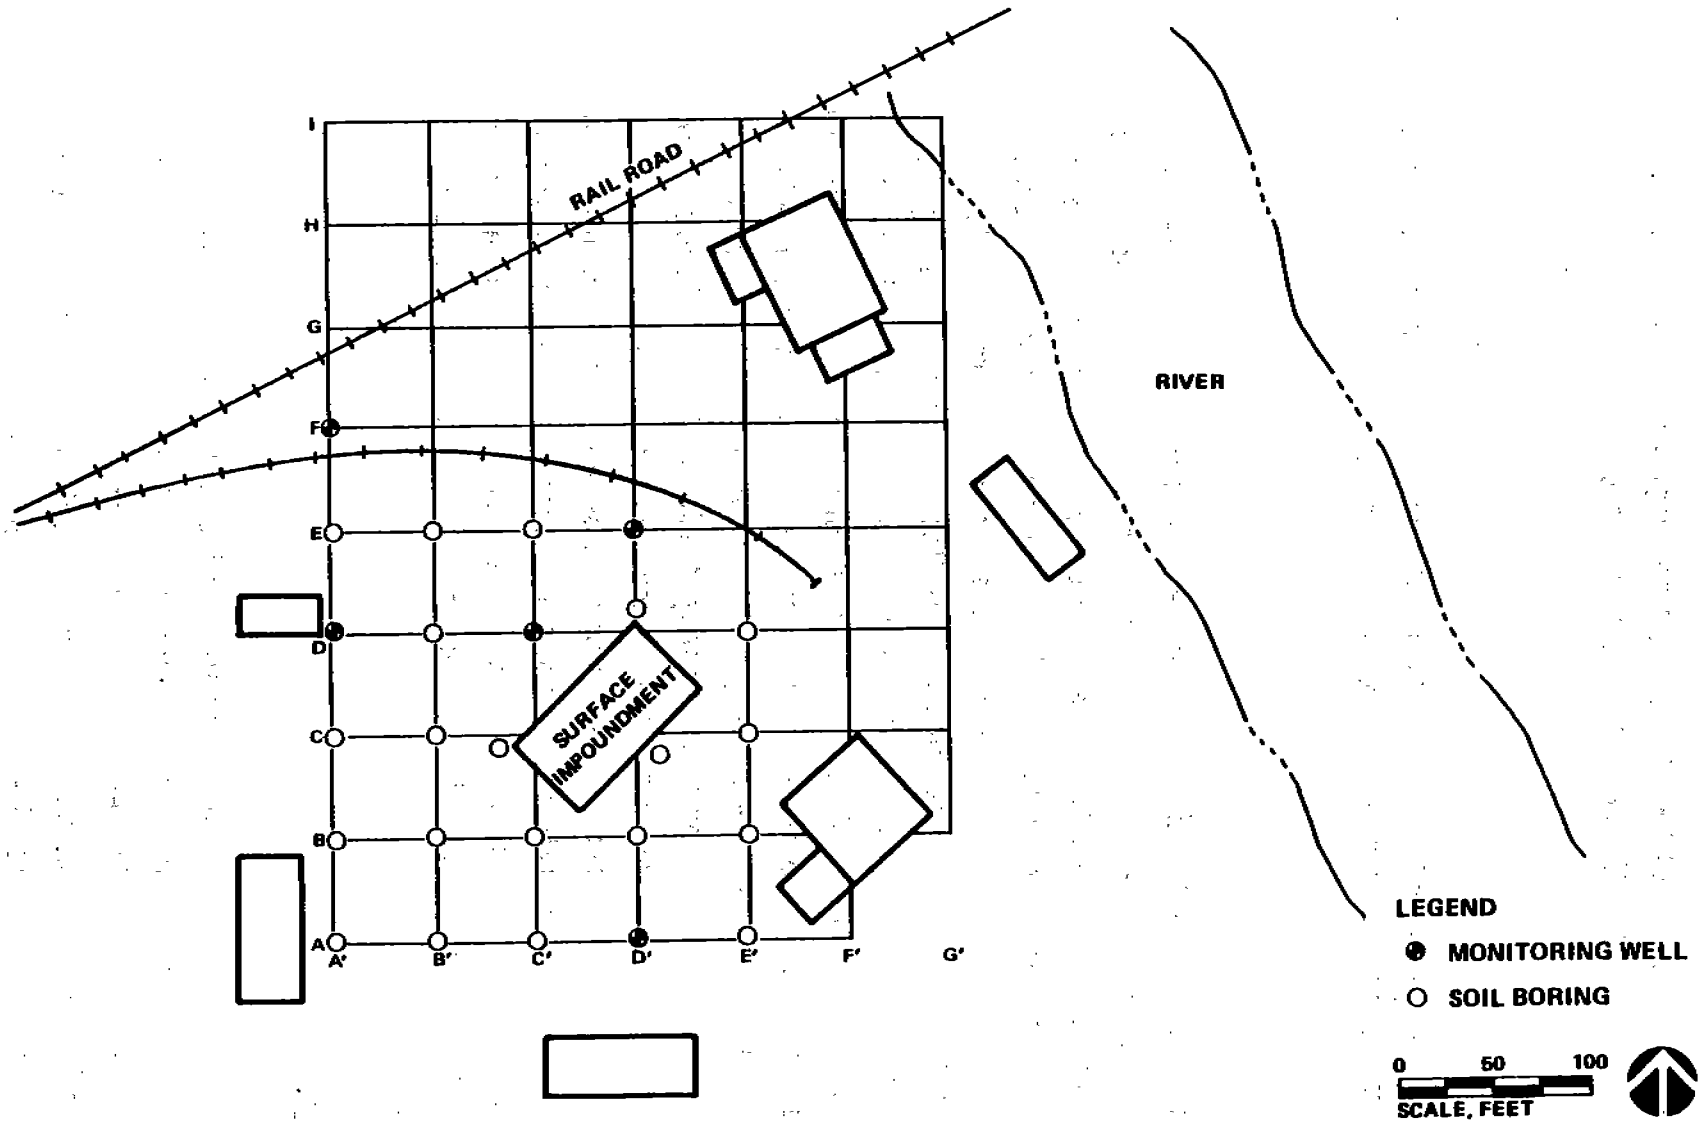 I
RAIL ROAD
H
G
RIVER
F
E
D
SURFACE
IMPOUNDMENT
C
B
A
A' B' C' D' E' F' G'
LEGEND
MONITORING WELL
SOIL BORING
0 50 100
SCALE, FEET